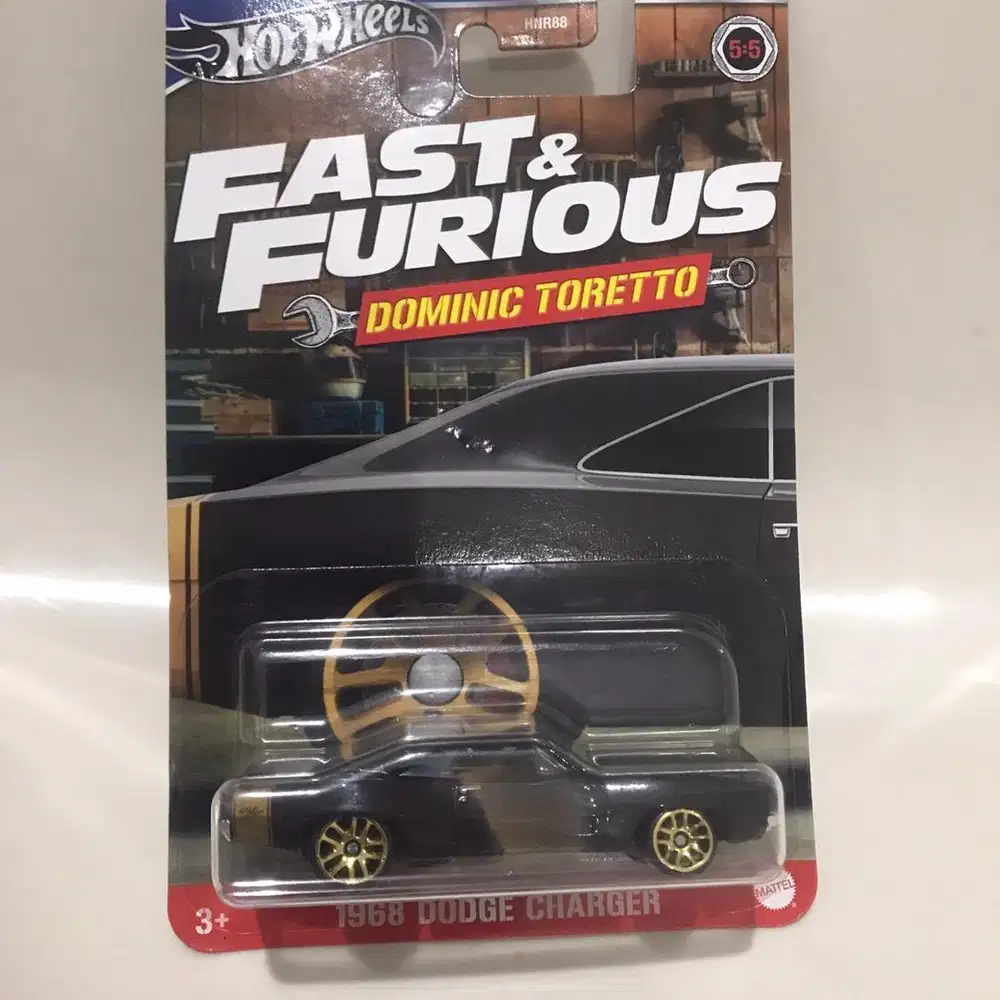 HOT WHEELS
HNR88
5:5
FAST &
FURIOUS
DOMINIC TORETTO
3+
1968 DODGE CHARGER
MATTEL